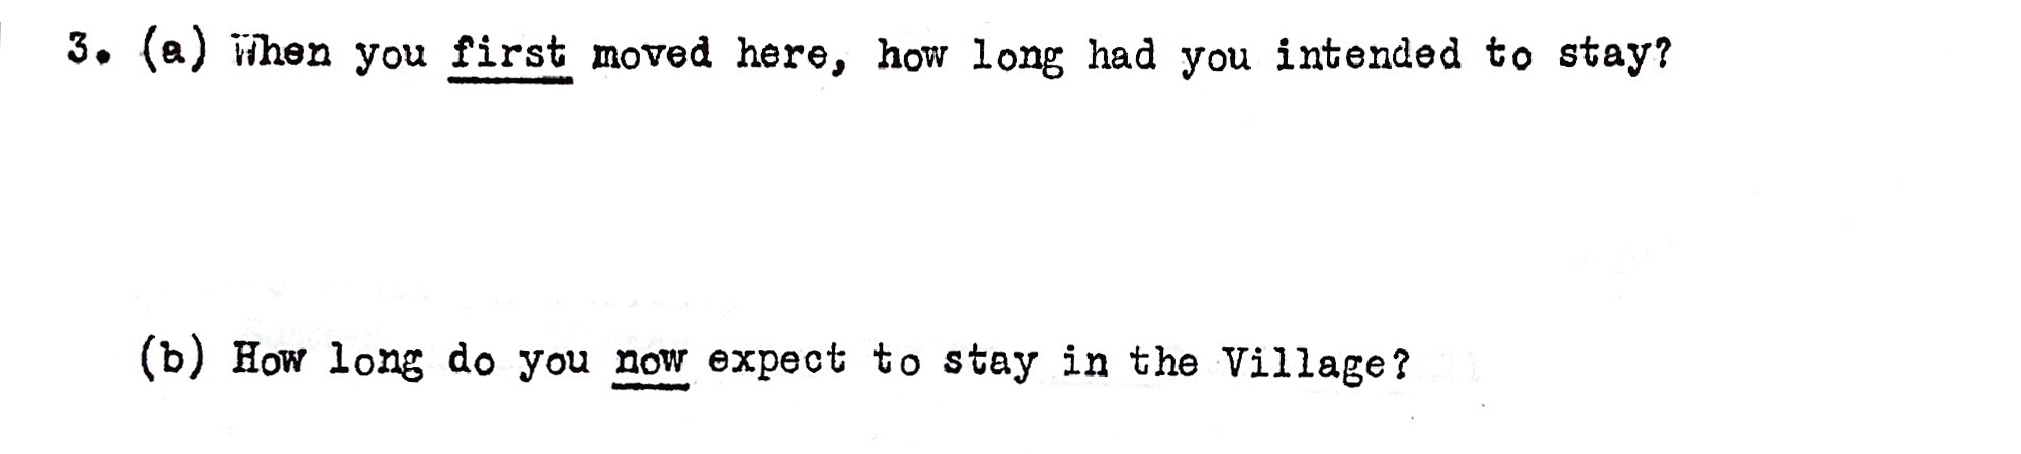 3. (a) When you first moved here, how long had you intended to stay?
(b) How long do you now expect to stay in the Village?